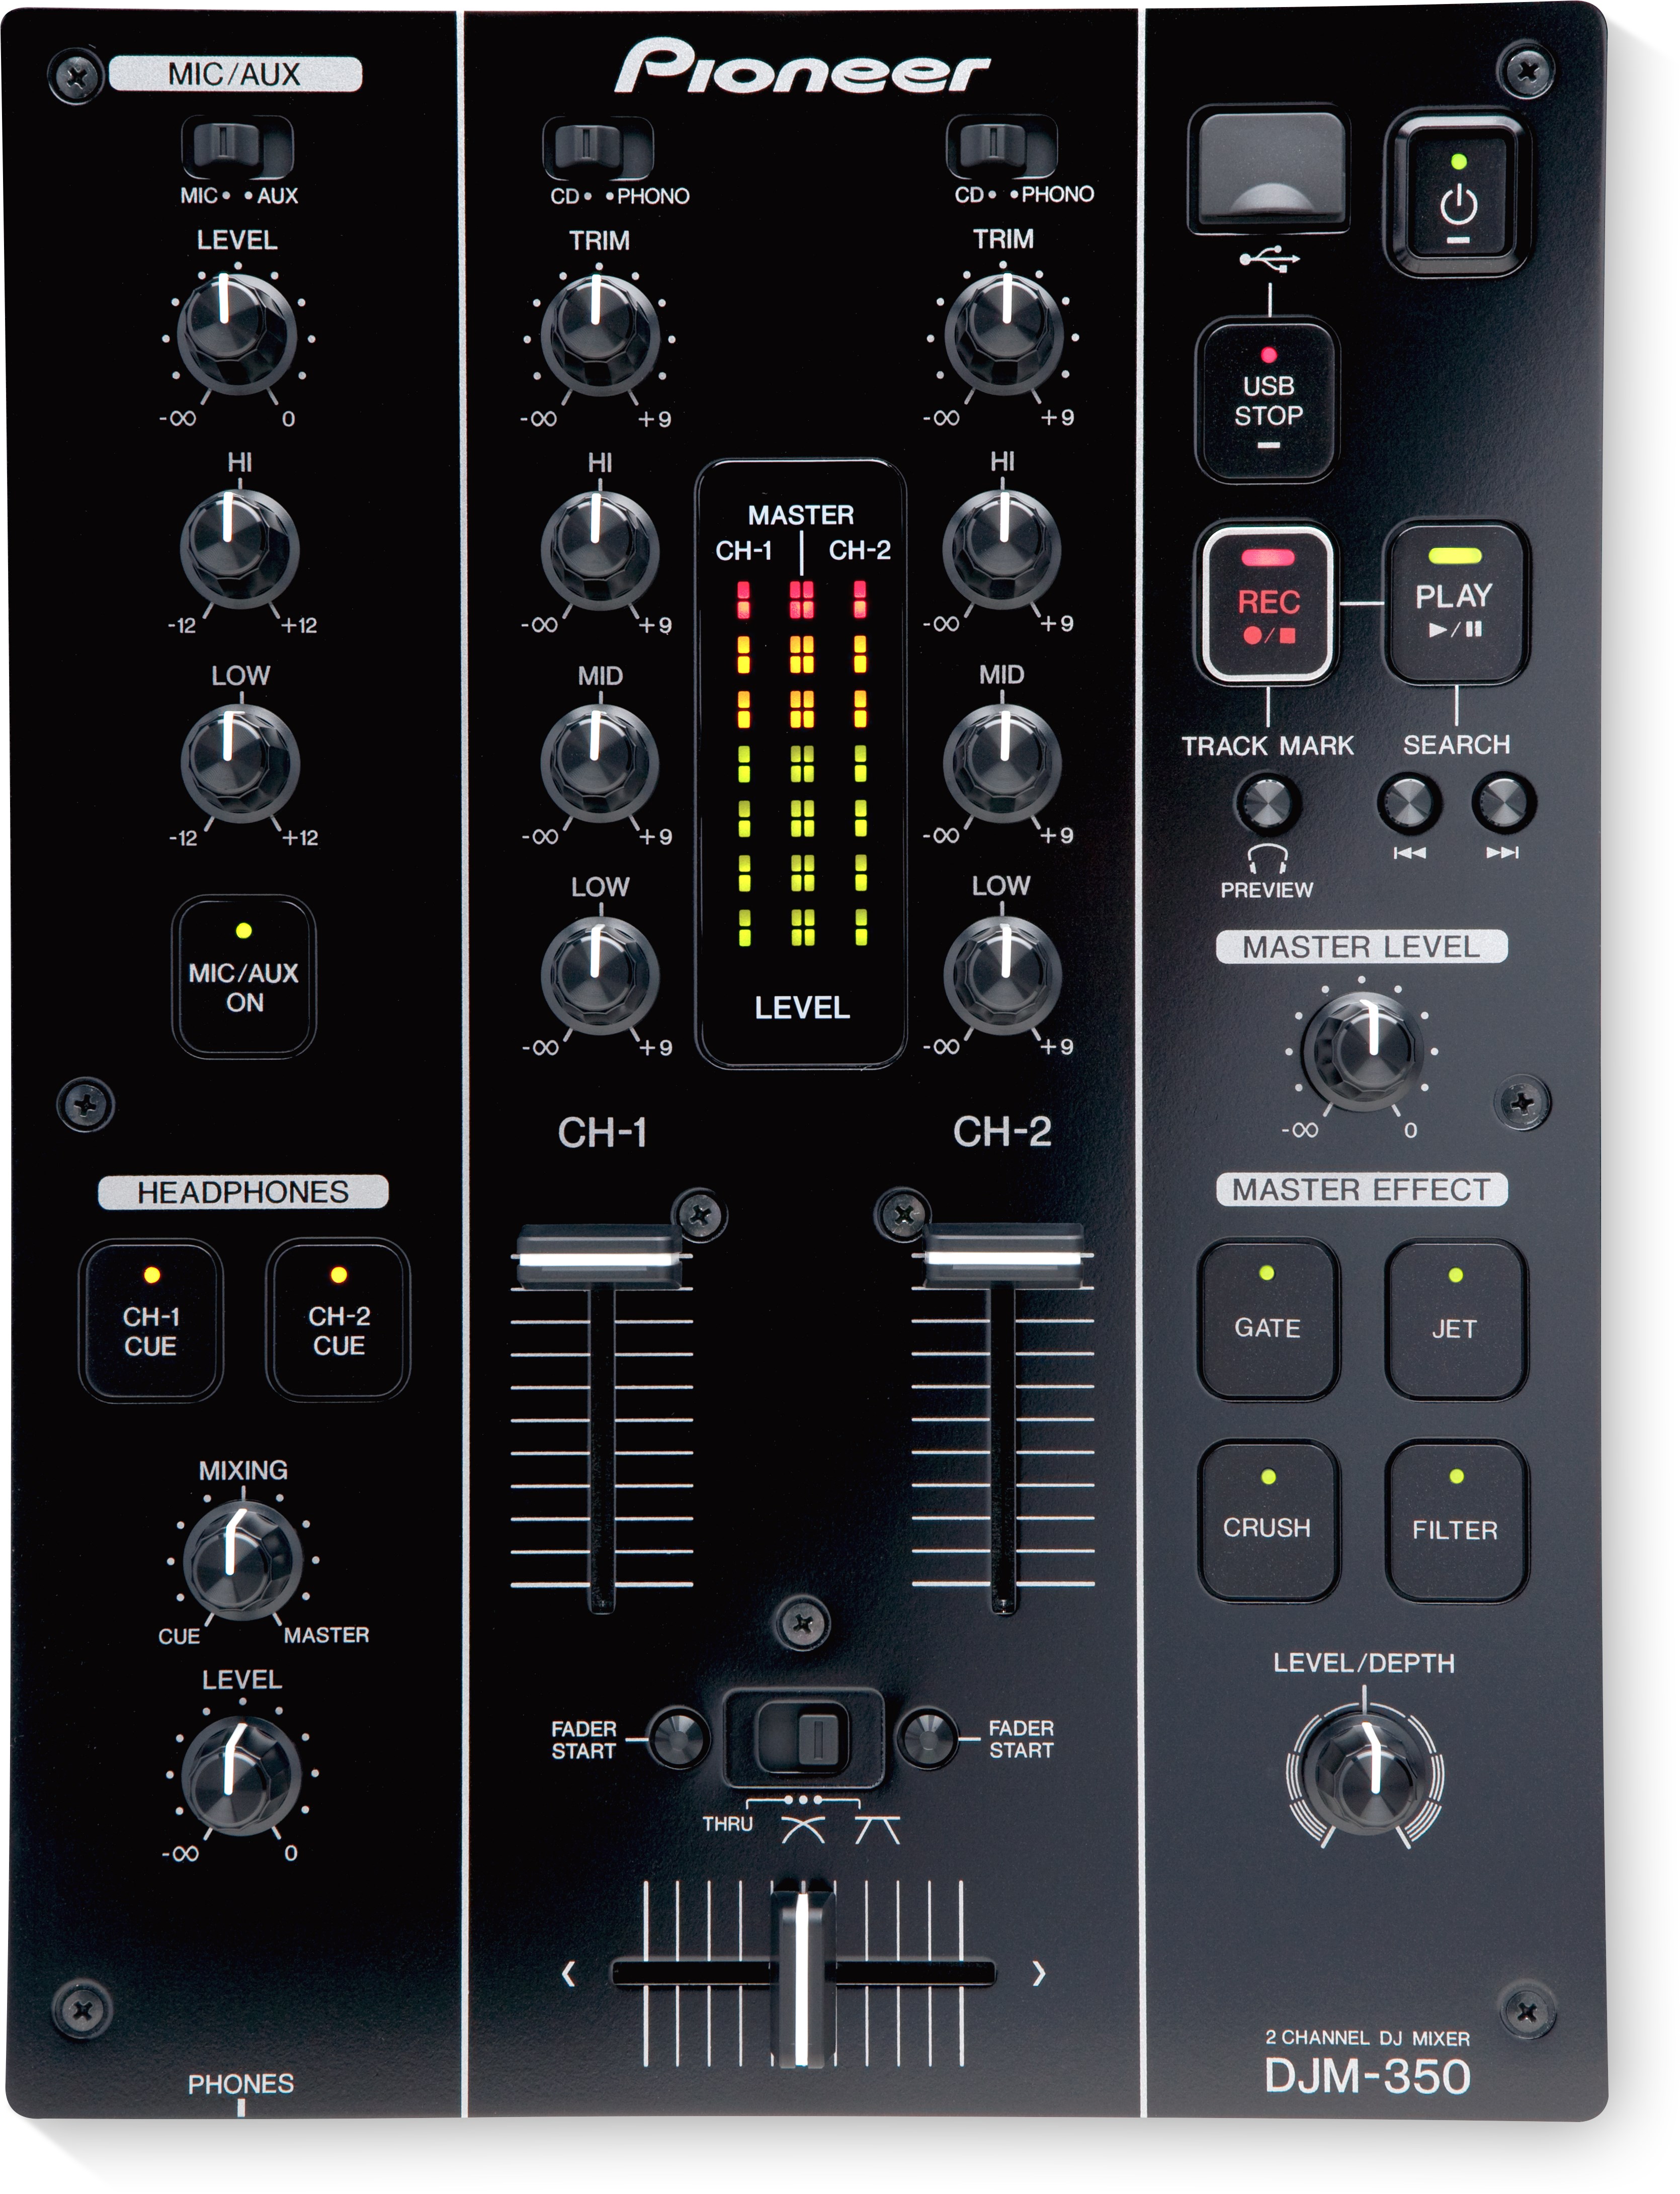 Pioneer
MIC/AUX
MIC• •AUX
LEVEL
-∞ 0
HI
-12 +12
LOW
-12 +12
MIC/AUX
ON
HEADPHONES
CH-1
CUE
CH-2
CUE
MIXING
CUE MASTER
LEVEL
-∞ 0
PHONES
CD• •PHONO
TRIM
-∞ +9
HI
-∞ +9
MID
-∞ +9
LOW
-∞ +9
CH-1
MASTER
CH-1 CH-2
LEVEL
CD• •PHONO
TRIM
-∞ +9
HI
-∞ +9
MID
-∞ +9
LOW
-∞ +9
CH-2
FADER
START
FADER
START
THRU
USB
STOP
REC
PLAY
TRACK MARK
SEARCH
PREVIEW
MASTER LEVEL
-∞ 0
MASTER EFFECT
GATE
JET
CRUSH
FILTER
LEVEL/DEPTH
2 CHANNEL DJ MIXER
DJM-350